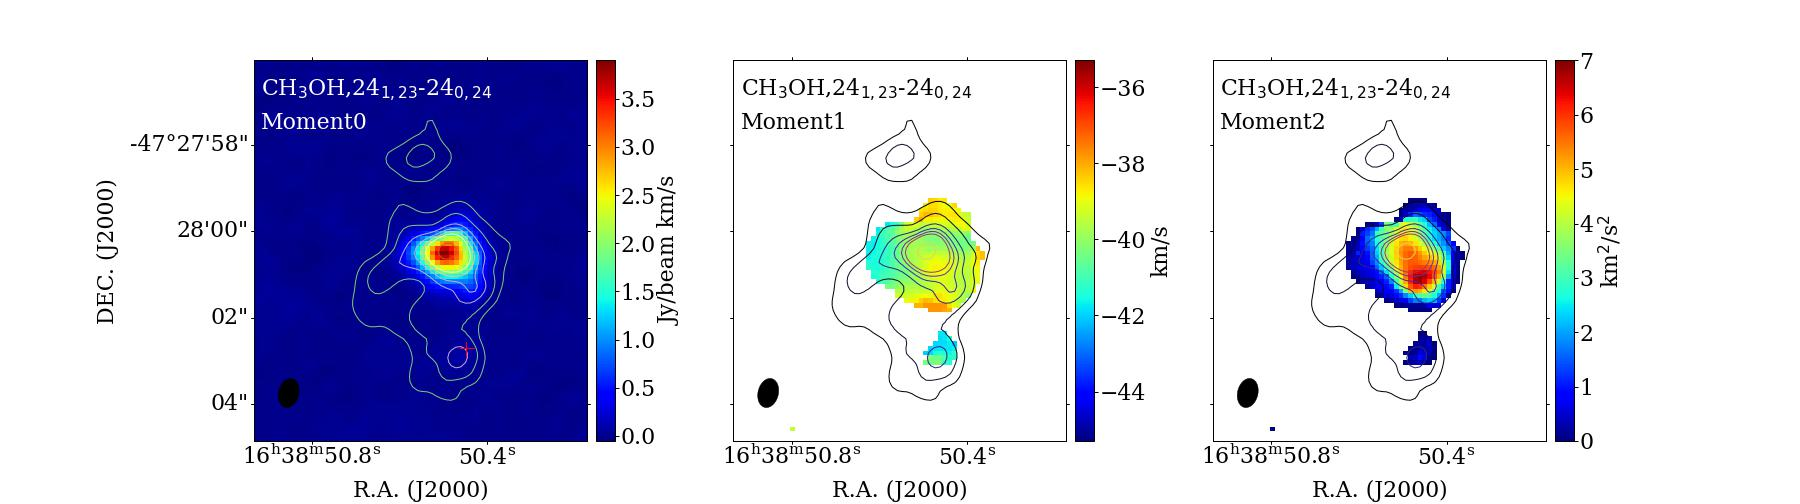 CH₃OH,24₁,₂₃-24₀,₂₄
Moment0
-47°27'58"
28'00"
02"
04"
DEC. (J2000)
16ʰ38ᵐ50.8ˢ
50.4ˢ
R.A. (J2000)
3.5
3.0
2.5
2.0
1.5
1.0
0.5
0.0
Jy/beam km/s
CH₃OH,24₁,₂₃-24₀,₂₄
Moment1
16ʰ38ᵐ50.8ˢ
50.4ˢ
R.A. (J2000)
−36
−38
−40
−42
−44
km/s
CH₃OH,24₁,₂₃-24₀,₂₄
Moment2
16ʰ38ᵐ50.8ˢ
50.4ˢ
R.A. (J2000)
7
6
5
4
3
2
1
0
km²/s²